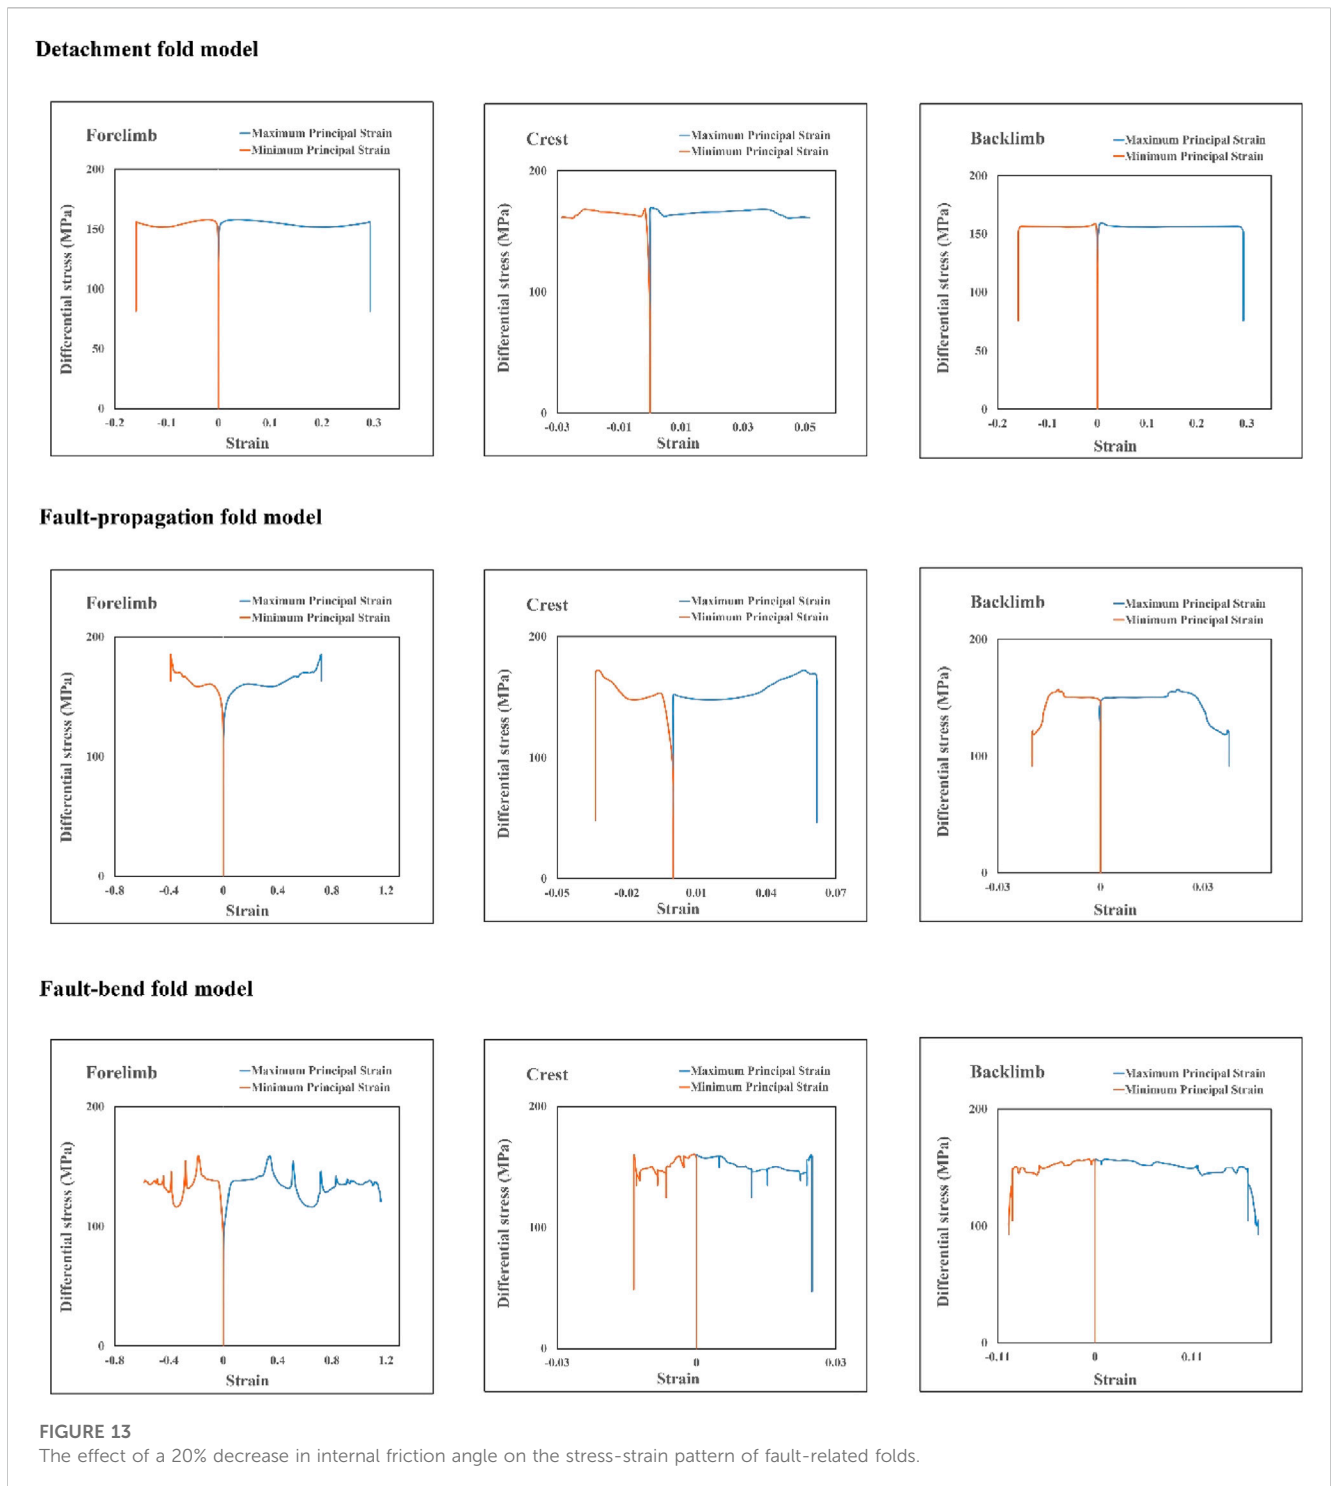 Detachment fold model
Forelimb
Maximum Principal Strain
Minimum Principal Strain
Differential stress (MPa)
200
150
100
50
0
-0.2 -0.1 0 0.1 0.2 0.3
Strain
Crest
Maximum Principal Strain
Minimum Principal Strain
Differential stress (MPa)
200
100
0
-0.03 -0.01 0.01 0.03 0.05
Strain
Backlimb
Maximum Principal Strain
Minimum Principal Strain
Differential stress (MPa)
200
150
100
50
0
-0.2 -0.1 0 0.1 0.2 0.3
Strain
Fault-propagation fold model
Forelimb
Maximum Principal Strain
Minimum Principal Strain
Differential stress (MPa)
200
100
0
-0.8 -0.4 0 0.4 0.8 1.2
Strain
Crest
Maximum Principal Strain
Minimum Principal Strain
Differential stress (MPa)
200
100
0
-0.05 -0.02 0.01 0.04 0.07
Strain
Backlimb
Maximum Principal Strain
Minimum Principal Strain
Differential stress (MPa)
200
100
0
-0.03 0 0.03
Strain
Fault-bend fold model
Forelimb
Maximum Principal Strain
Minimum Principal Strain
Differential stress (MPa)
200
100
0
-0.8 -0.4 0 0.4 0.8 1.2
Strain
Crest
Maximum Principal Strain
Minimum Principal Strain
Differential stress (MPa)
200
100
0
-0.03 0 0.03
Strain
Backlimb
Maximum Principal Strain
Minimum Principal Strain
Differential stress (MPa)
200
100
0
-0.11 0 0.11
Strain
FIGURE 13
The effect of a 20% decrease in internal friction angle on the stress-strain pattern of fault-related folds.